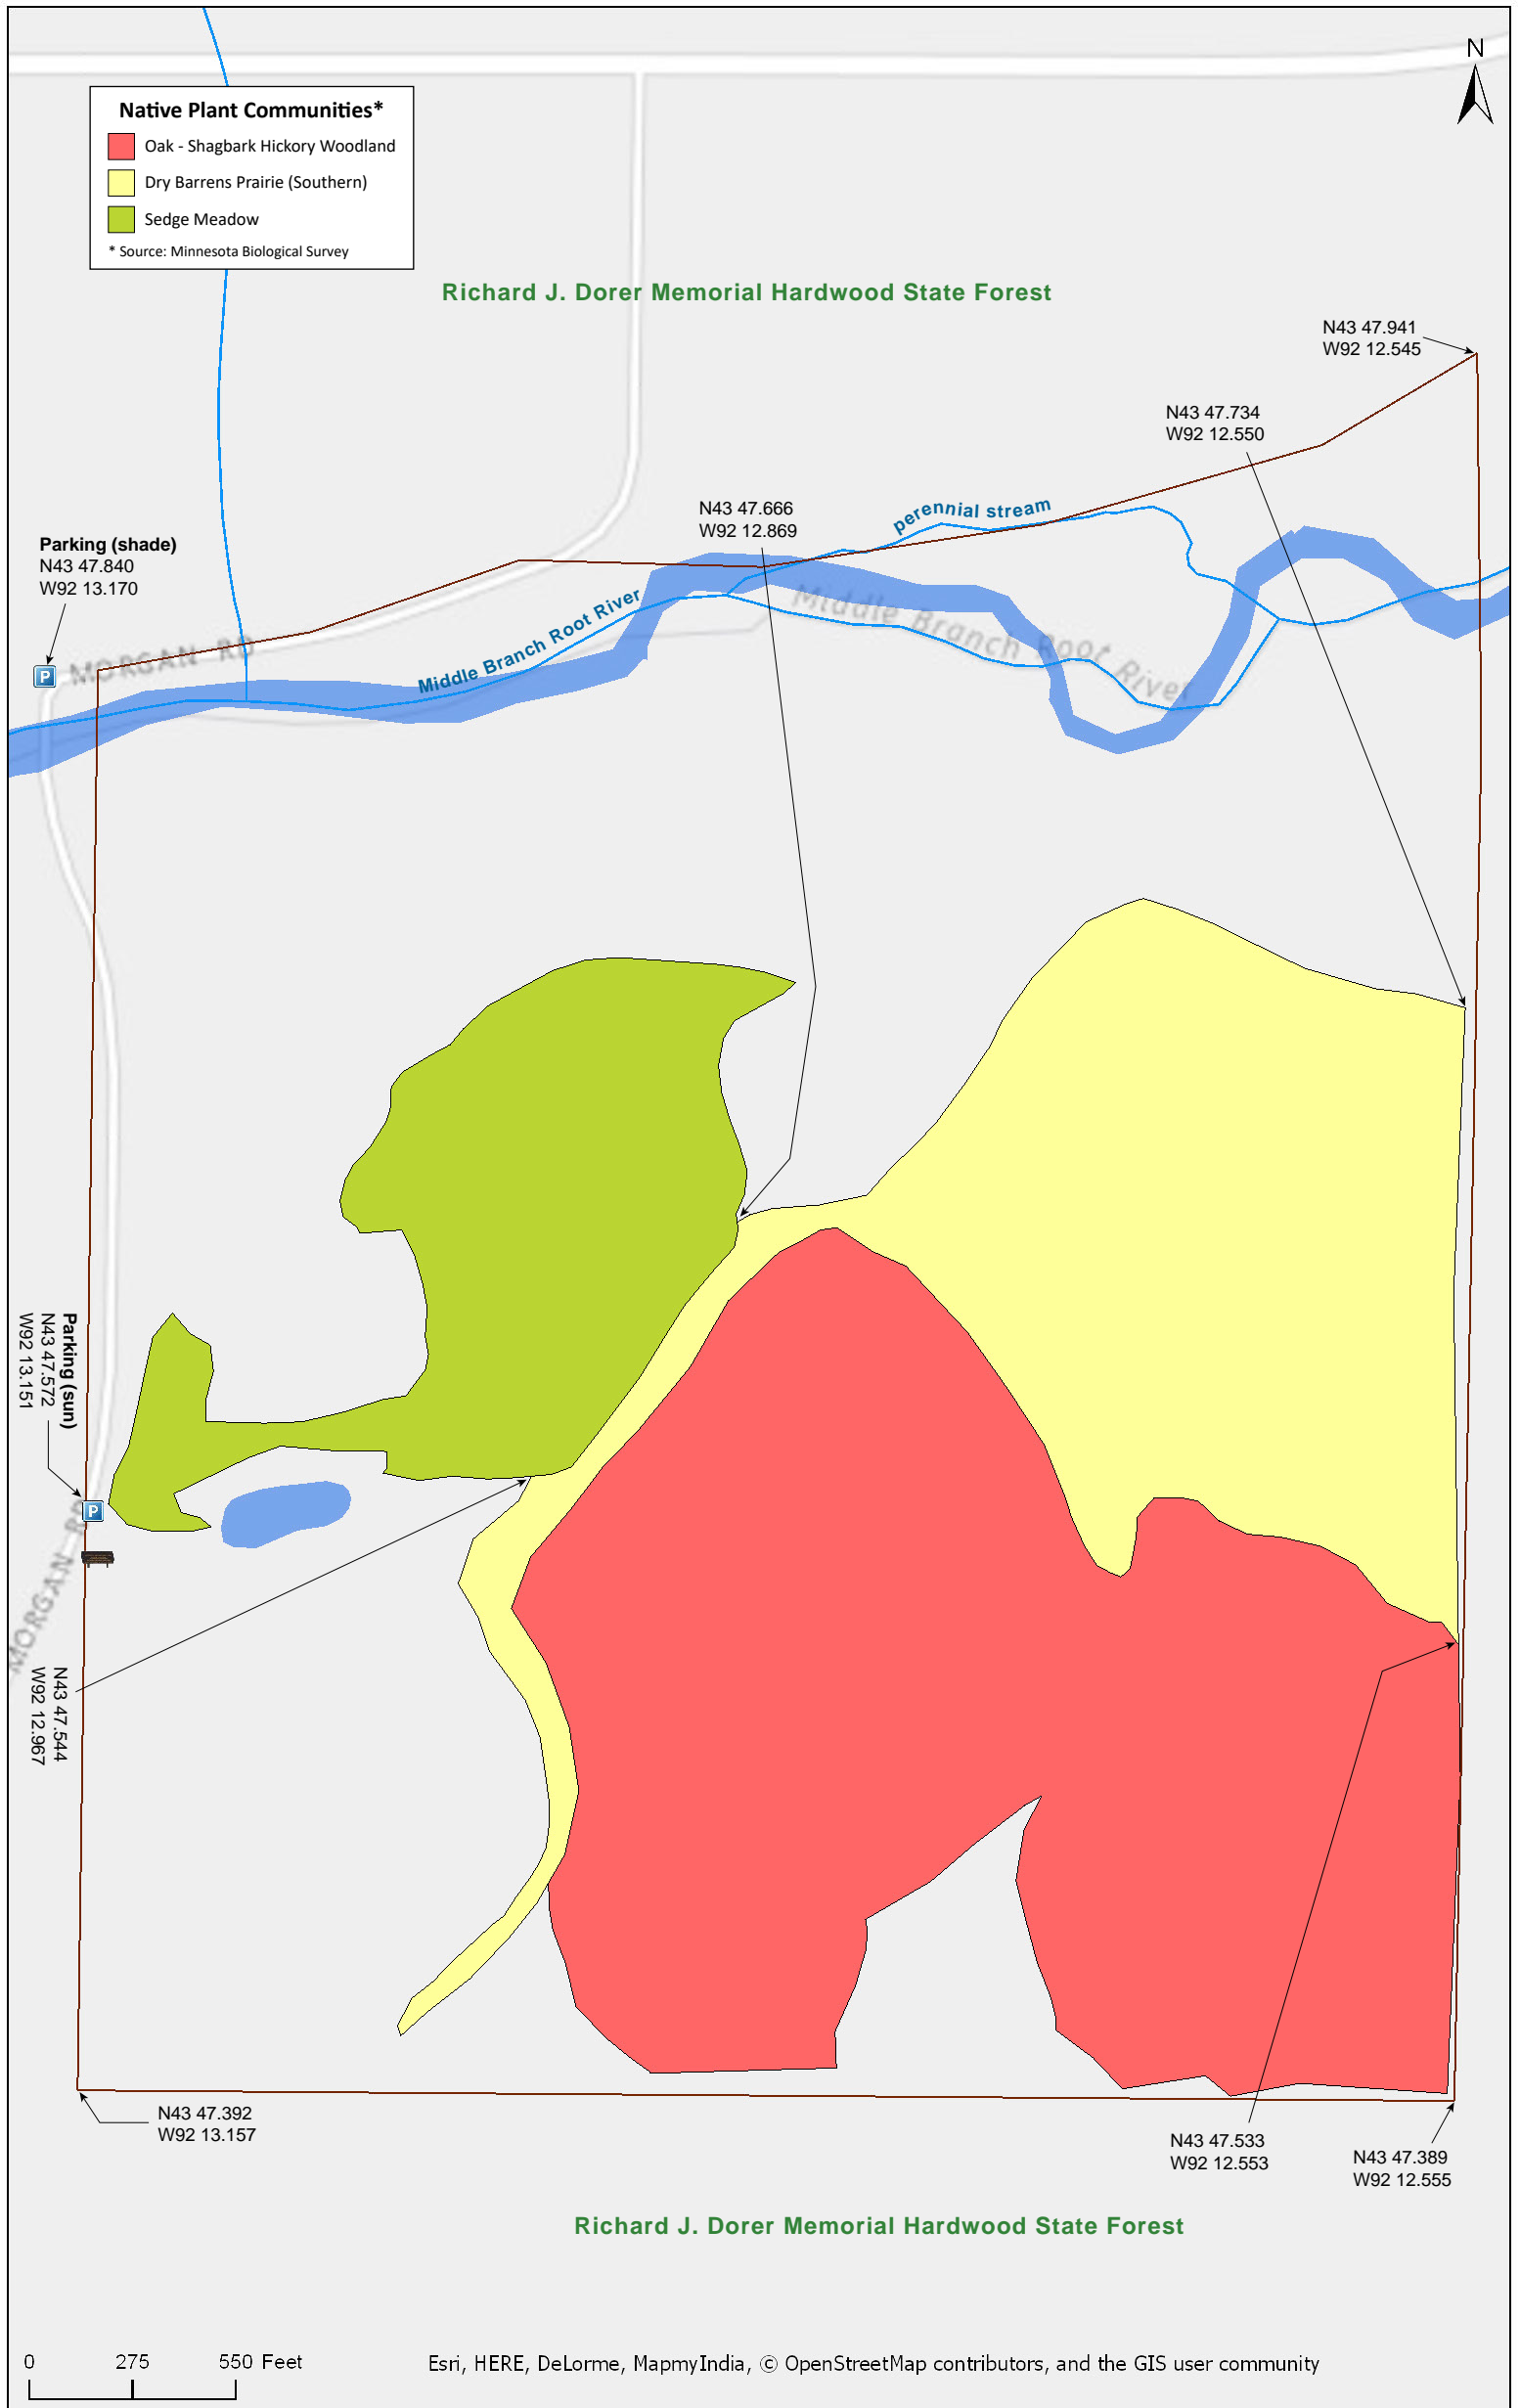 N
Native Plant Communities*
Oak - Shagbark Hickory Woodland
Dry Barrens Prairie (Southern)
Sedge Meadow
* Source: Minnesota Biological Survey
Richard J. Dorer Memorial Hardwood State Forest
N43 47.941
W92 12.545
N43 47.734
W92 12.550
N43 47.666
W92 12.869
perennial stream
Parking (shade)
N43 47.840
W92 13.170
P
MORGAN RD
Middle Branch Root River
Middle Branch Root River
Parking (sun)
N43 47.572
W92 13.151
P
MORGAN RD
N43 47.544
W92 12.967
N43 47.392
W92 13.157
N43 47.533
W92 12.553
N43 47.389
W92 12.555
Richard J. Dorer Memorial Hardwood State Forest
0 275 550 Feet
Esri, HERE, DeLorme, MapmyIndia, © OpenStreetMap contributors, and the GIS user community